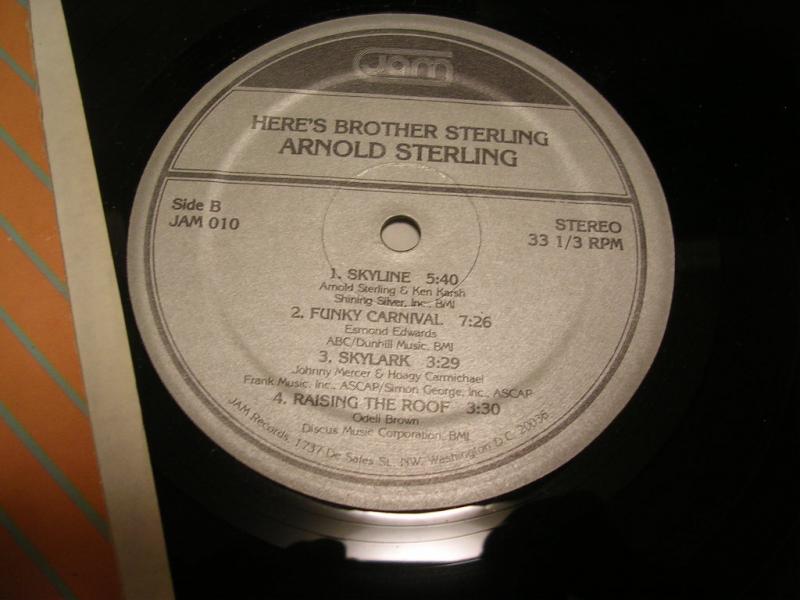 Jam
HERE'S BROTHER STERLING
ARNOLD STERLING
Side B
JAM 010
STEREO
33 1/3 RPM
1. SKYLINE 5:40
Arnold Sterling & Ken Karsh
Shining Silver, Inc., BMI
2. FUNKY CARNIVAL 7:26
Esmond Edwards
ABC/Dunhill Music, BMI
3. SKYLARK 3:29
Johnny Mercer & Hoagy Carmichael
Frank Music, Inc., ASCAP/Simon George, Inc., ASCAP
4. RAISING THE ROOF 3:30
Odell Brown
Discus Music Corporation, BMI
JAM Records, 1737 De Sales St., NW, Washington D.C. 20036